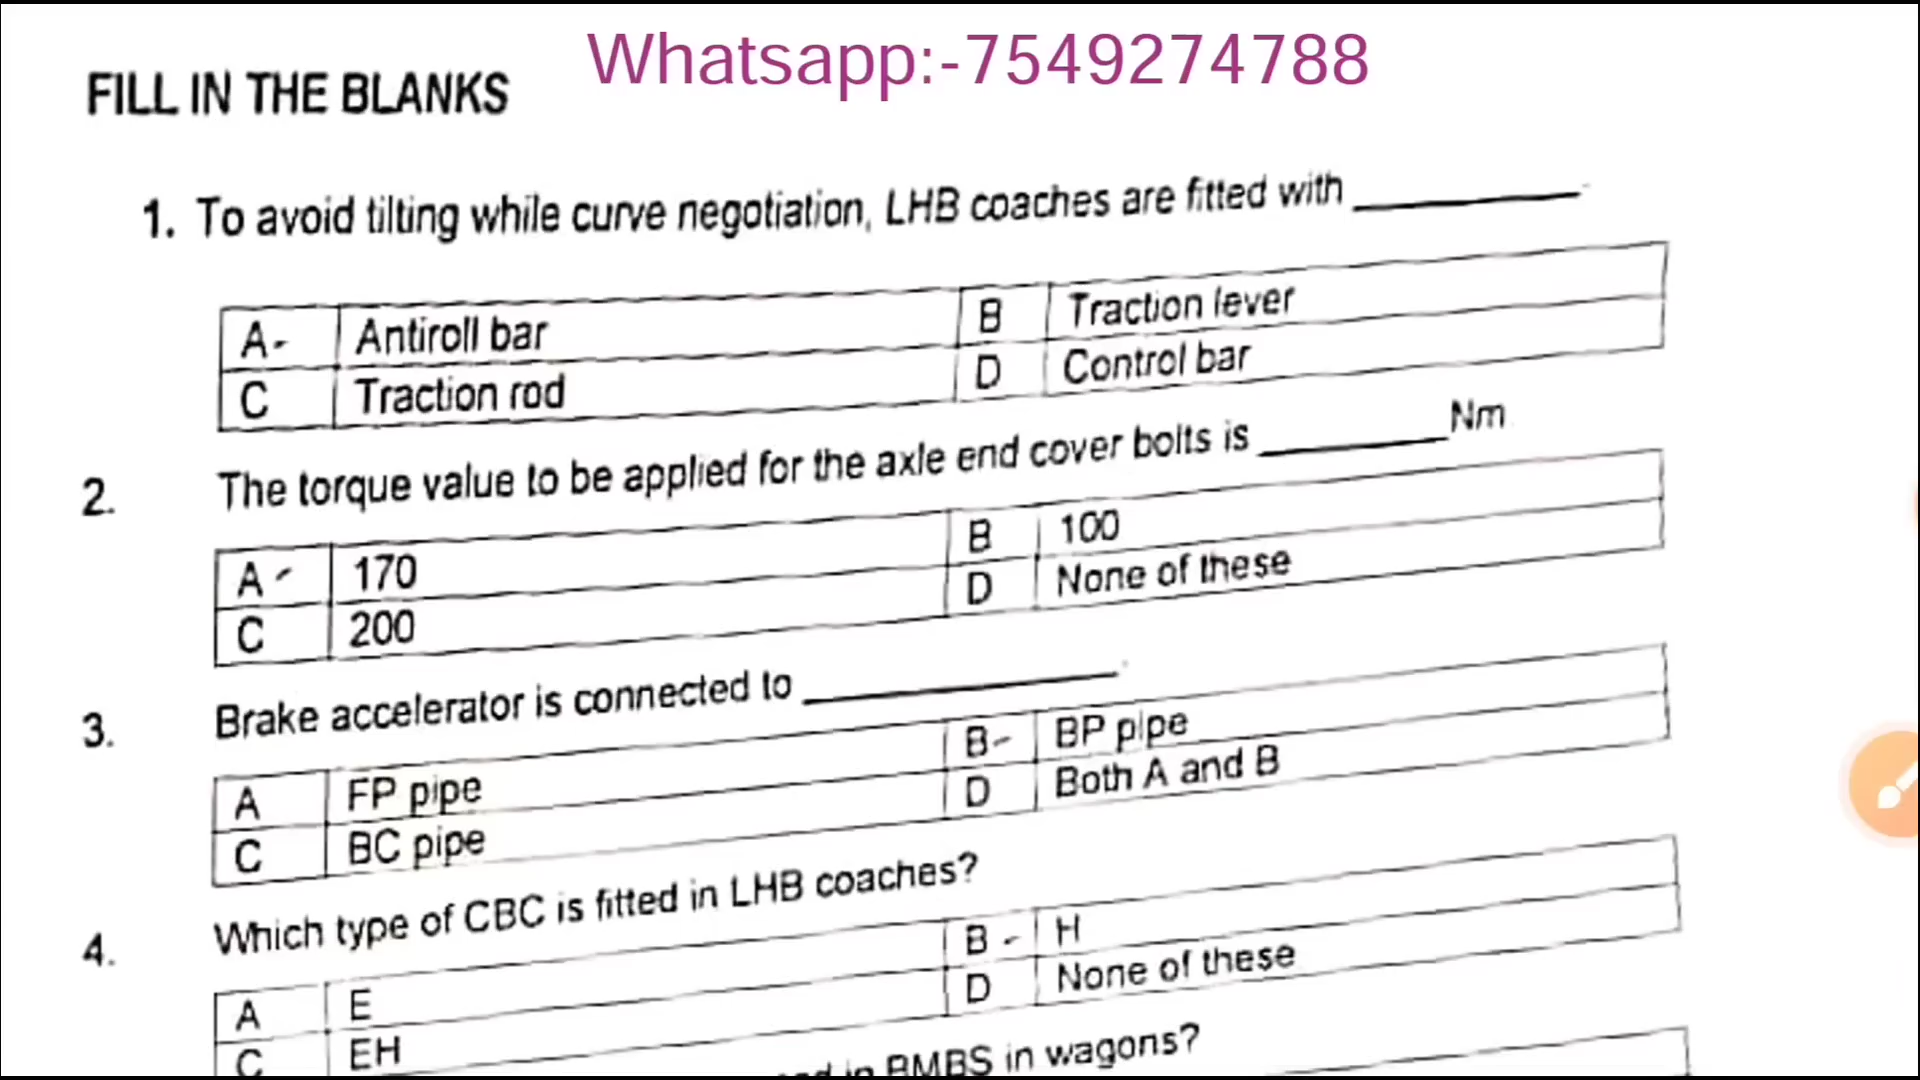 Whatsapp:-7549274788
FILL IN THE BLANKS
1. To avoid tilting while curve negotiation, LHB coaches are fitted with ________
A- Antiroll bar B Traction lever
C Traction rod D Control bar
2. The torque value to be applied for the axle end cover bolts is ________ Nm
A- 170 B 100
C 200 D None of these
3. Brake accelerator is connected to ________
A FP pipe B- BP pipe
C BC pipe D Both A and B
4. Which type of CBC is fitted in LHB coaches?
A E B- H
C EH D None of these
in BMBS in wagons?